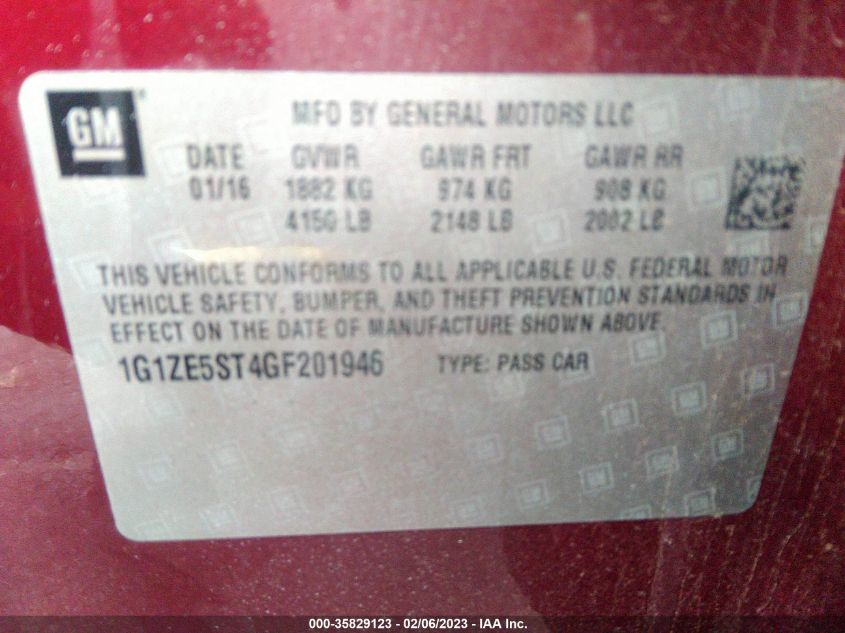 GM
MFD BY GENERAL MOTORS LLC
DATE GVWR GAWR FRT GAWR RR
01/16 1882 KG 974 KG 908 KG
4150 LB 2148 LB 2002 LB
THIS VEHICLE CONFORMS TO ALL APPLICABLE U.S. FEDERAL MOTOR
VEHICLE SAFETY, BUMPER, AND THEFT PREVENTION STANDARDS IN
EFFECT ON THE DATE OF MANUFACTURE SHOWN ABOVE.
1G1ZE5ST4GF201946 TYPE: PASS CAR
000-35829123 - 02/06/2023 - IAA Inc.